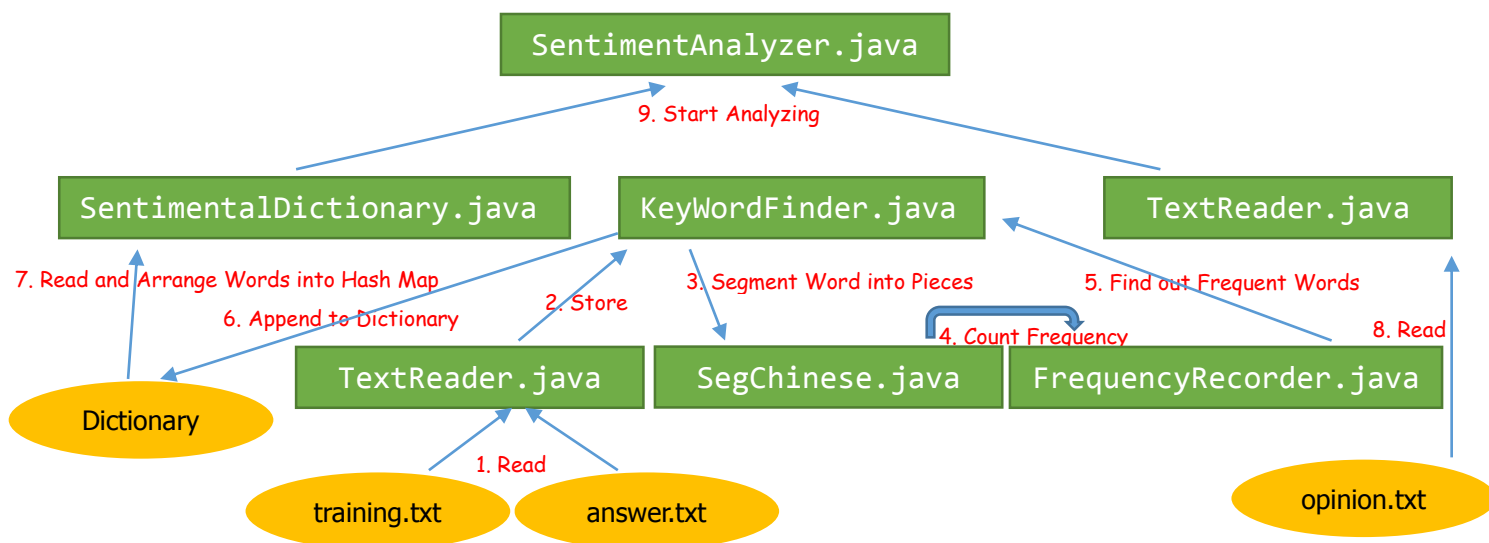 SentimentAnalyzer.java
9. Start Analyzing
SentimentalDictionary.java
KeyWordFinder.java
TextReader.java
7. Read and Arrange Words into Hash Map
3. Segment Word into Pieces
5. Find out Frequent Words
2. Store
6. Append to Dictionary
4. Count Frequency
8. Read
TextReader.java
SegChinese.java
FrequencyRecorder.java
Dictionary
1. Read
training.txt
answer.txt
opinion.txt